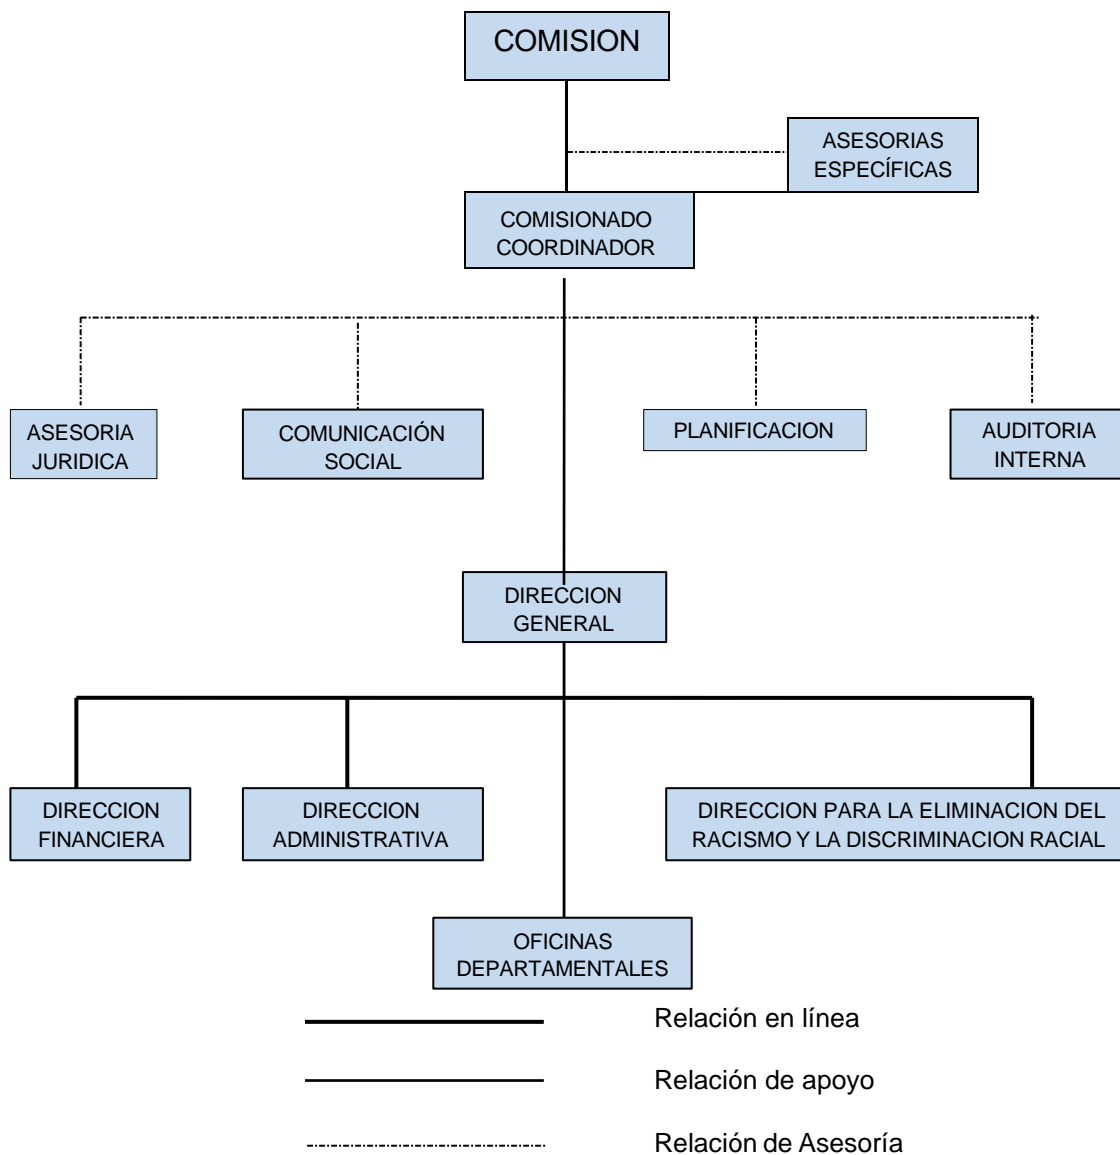 COMISION
ASESORIAS
ESPECÍFICAS
COMISIONADO
COORDINADOR
ASESORIA
JURIDICA
COMUNICACIÓN
SOCIAL
PLANIFICACION
AUDITORIA
INTERNA
DIRECCION
GENERAL
DIRECCION
FINANCIERA
DIRECCION
ADMINISTRATIVA
DIRECCION PARA LA ELIMINACION DEL
RACISMO Y LA DISCRIMINACION RACIAL
OFICINAS
DEPARTAMENTALES
Relación en línea
Relación de apoyo
Relación de Asesoría